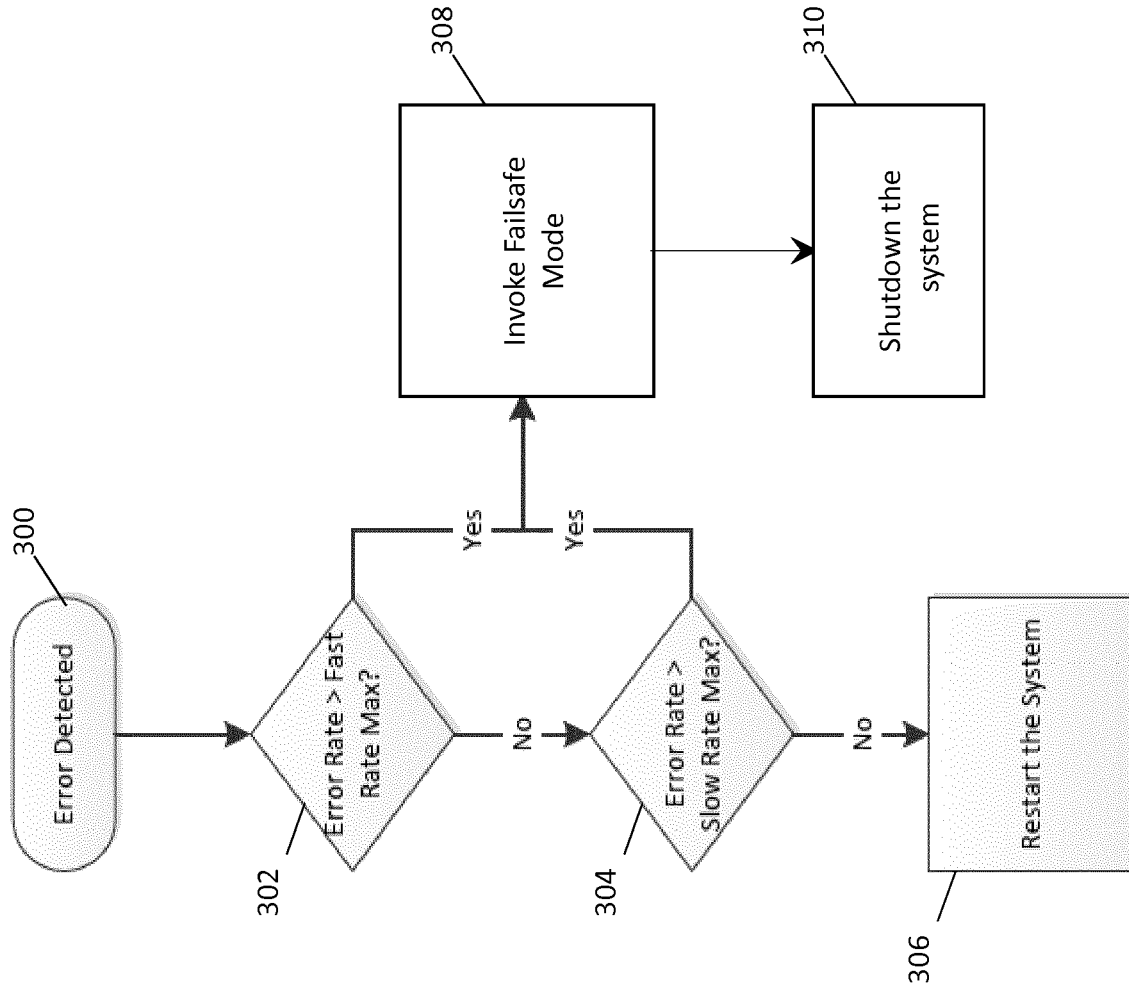 300
Error Detected
302
Error Rate > Fast
Rate Max?
Yes
No
304
Error Rate >
Slow Rate Max?
Yes
No
306
Restart the System
308
Invoke Failsafe
Mode
310
Shutdown the
system